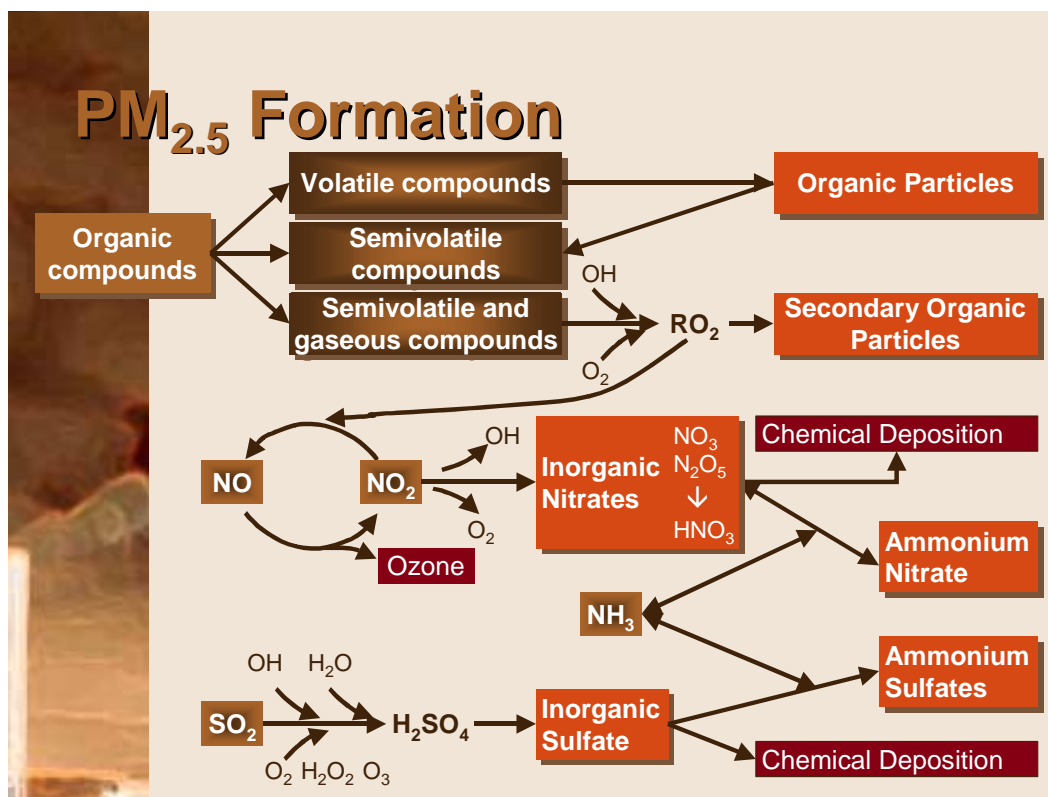 PM₂.₅ Formation
Volatile compounds
Organic Particles
Organic
compounds
Semivolatile
compounds
OH
Semivolatile and
gaseous compounds
RO₂
Secondary Organic
Particles
O₂
NO
NO₂
OH
O₂
Inorganic
Nitrates
NO₃
N₂O₅
↓
HNO₃
Chemical Deposition
Ozone
Ammonium
Nitrate
NH₃
Ammonium
Sulfates
OH H₂O
SO₂
H₂SO₄
Inorganic
Sulfate
O₂ H₂O₂ O₃
Chemical Deposition